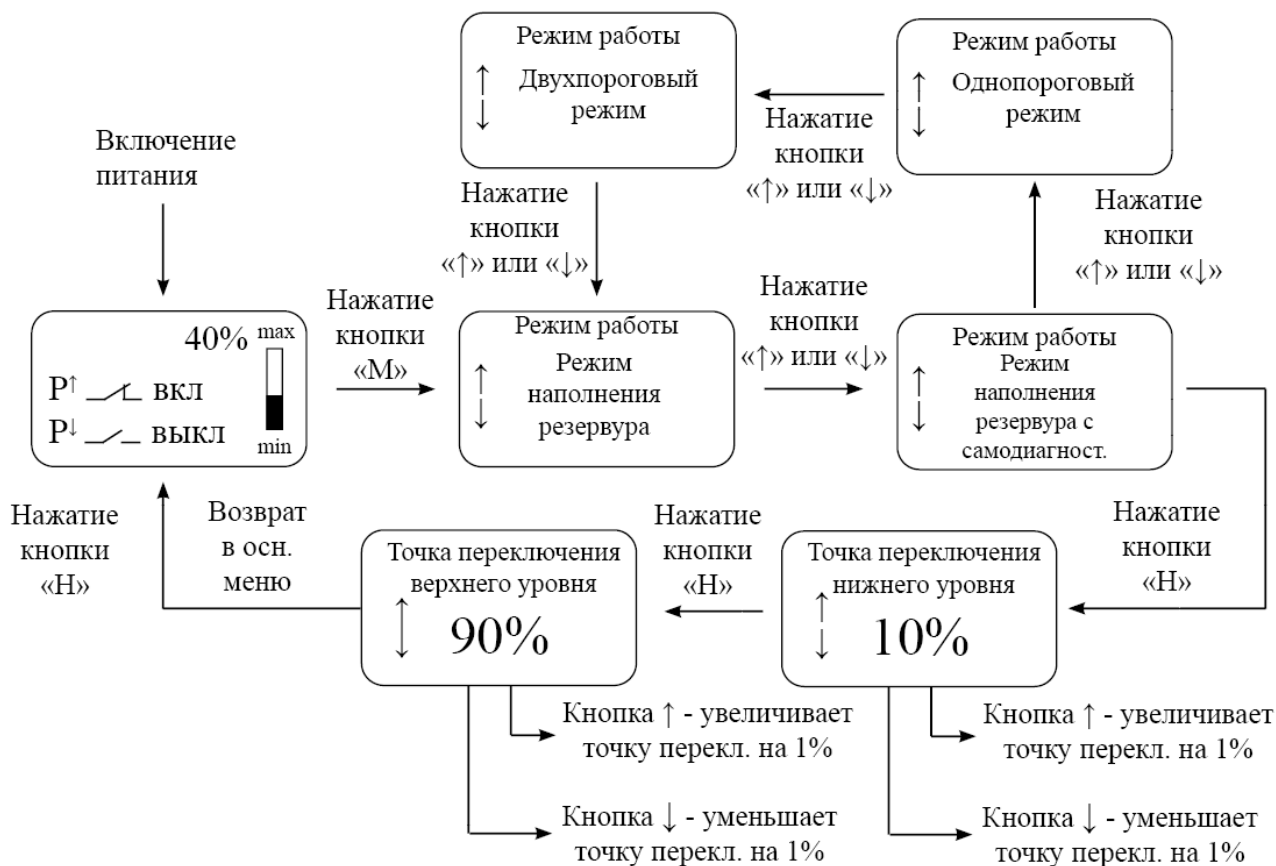 Режим работы
↑ Двухпороговый
↓ режим
Режим работы
↑ Однопороговый
↓ режим
Нажатие
кнопки
«↑» или «↓»
Включение
питания
Нажатие
кнопки
«↑» или «↓»
Нажатие
кнопки
«↑» или «↓»
40% max
P↑ вкл
P↓ выкл
min
Нажатие
кнопки
«М»
Режим работы
↑ Режим
наполнения
↓ резервура
Нажатие
кнопки
«↑» или «↓»
Режим работы
Режим
↑ наполнения
↓ резервура с
самодиагност.
Нажатие
кнопки
«Н»
Возврат
в осн.
меню
Точка переключения
верхнего уровня
90%
Нажатие
кнопки
«Н»
Точка переключения
нижнего уровня
↑
↓ 10%
Нажатие
кнопки
«Н»
Кнопка ↑ - увеличивает
точку перекл. на 1%
Кнопка ↓ - уменьшает
точку перекл. на 1%
Кнопка ↑ - увеличивает
точку перекл. на 1%
Кнопка ↓ - уменьшает
точку перекл. на 1%